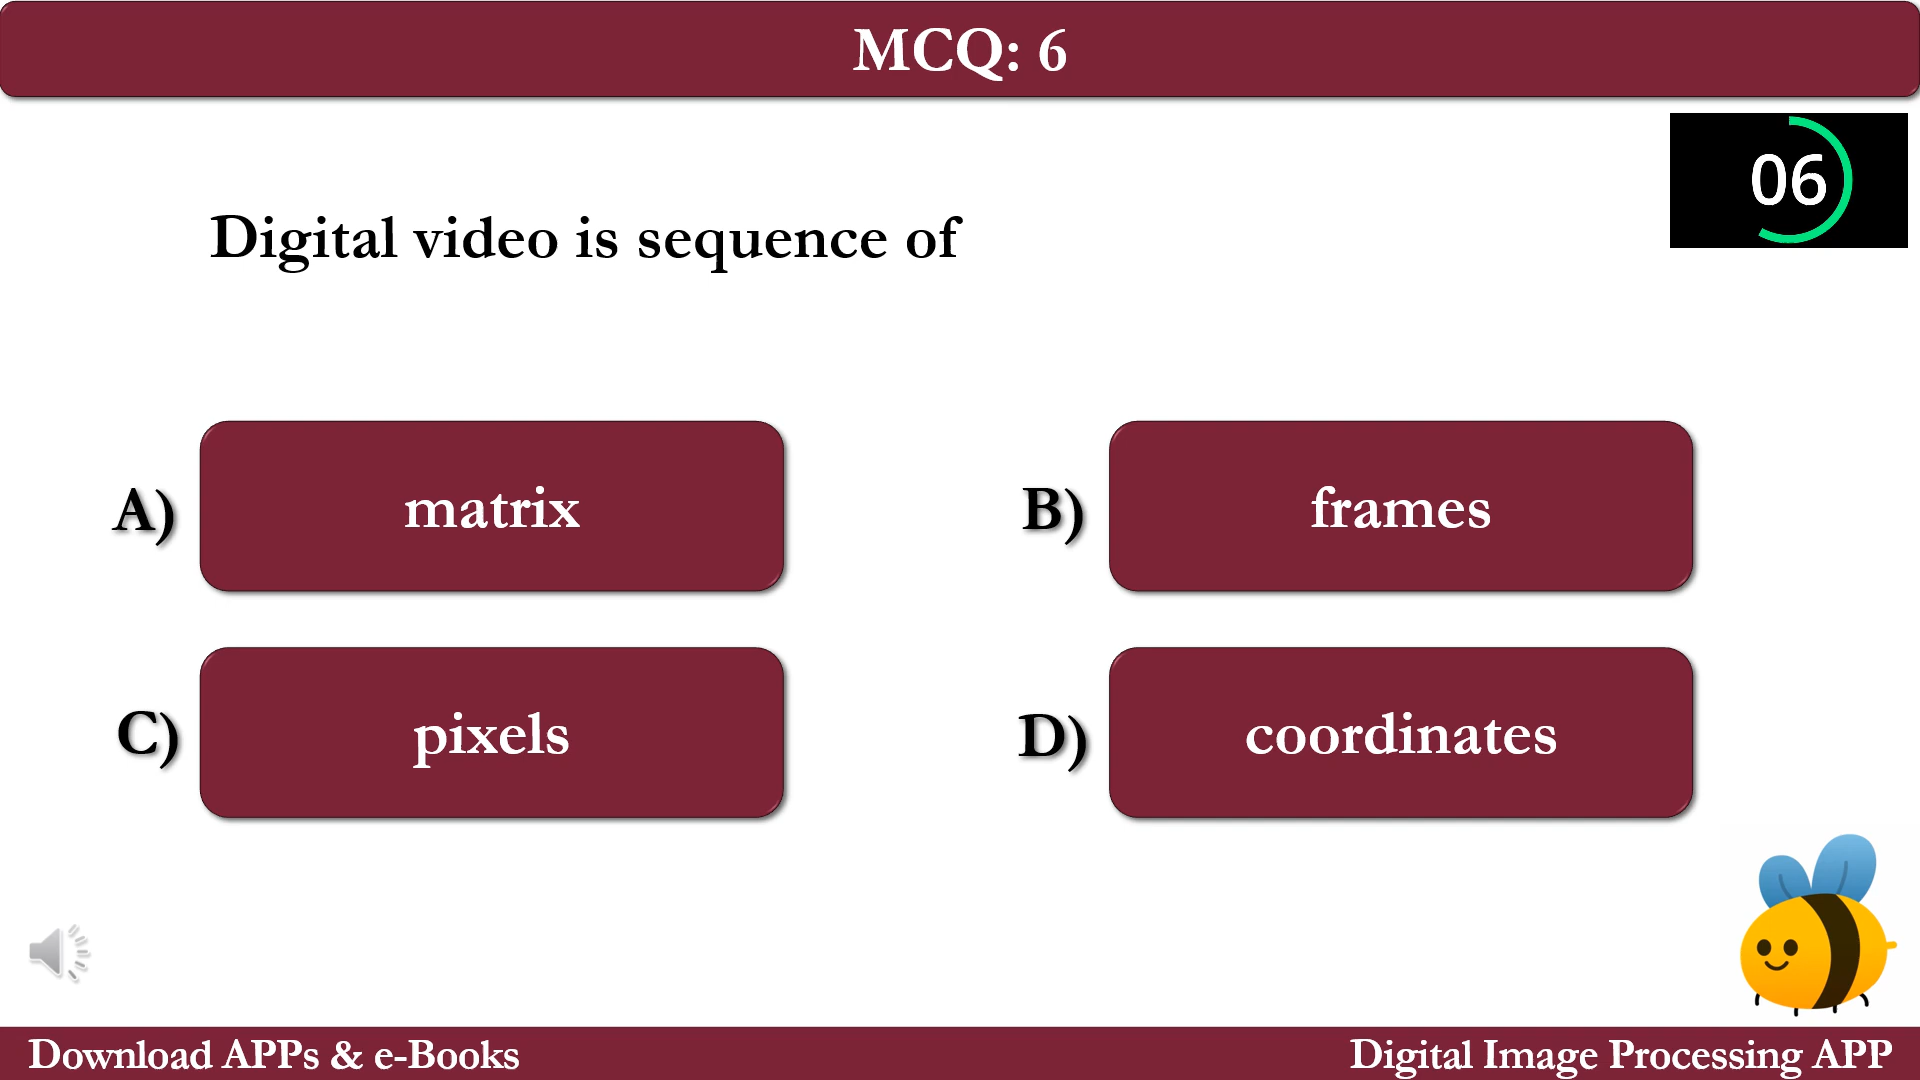 MCQ: 6
06
Digital video is sequence of
A) matrix
B) frames
C) pixels
D) coordinates
Download APPs & e-Books
Digital Image Processing APP